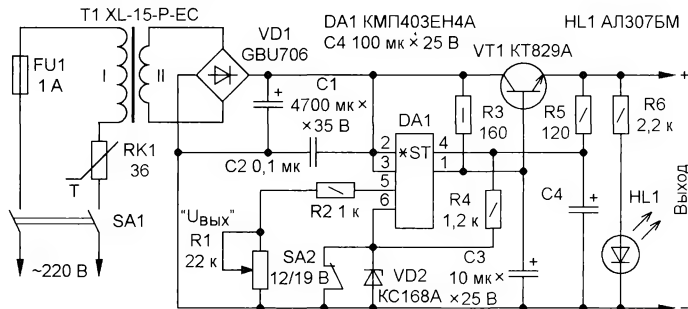 T1 XL-15-P-EC
FU1
1 A
I
II
VD1
GBU706
DA1 КМП403ЕН4А
C4 100 мк × 25 В
VT1 КТ829А
HL1 АЛ307БМ
+
C1
4700 мк ×
×35 В
+
DA1
R3
160
R5
120
R6
2,2 к
+
RK1
36
T
C2 0,1 мк
2
3
5
6
*ST
4
1
R4
1,2 к
C4
+
HL1
Выход
SA1
"Uвых"
R2 1 к
R1
22 к
SA2
12/19 В
VD2
КС168А
C3
10 мк×
×25 В
+
~220 В
–